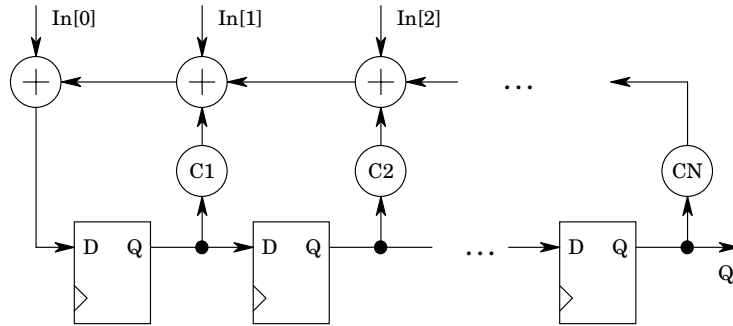 In[0] In[1] In[2]
...
C1 C2 CN
D Q D Q D Q
...
Q